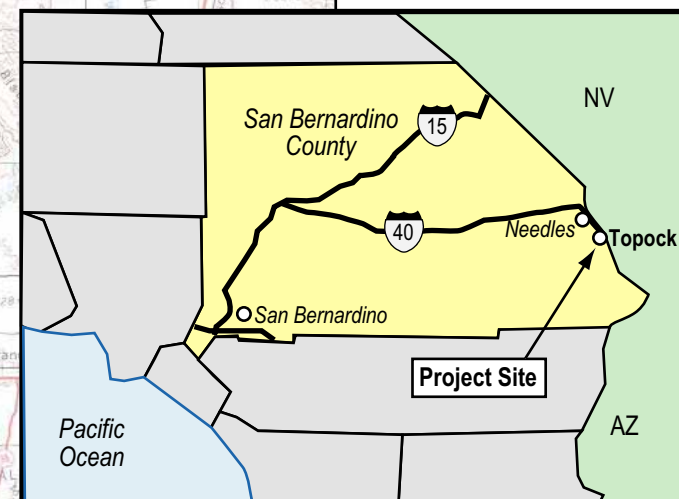 NV
San Bernardino
County
15
40
Needles
Topock
San Bernardino
Project Site
Pacific
Ocean
AZ